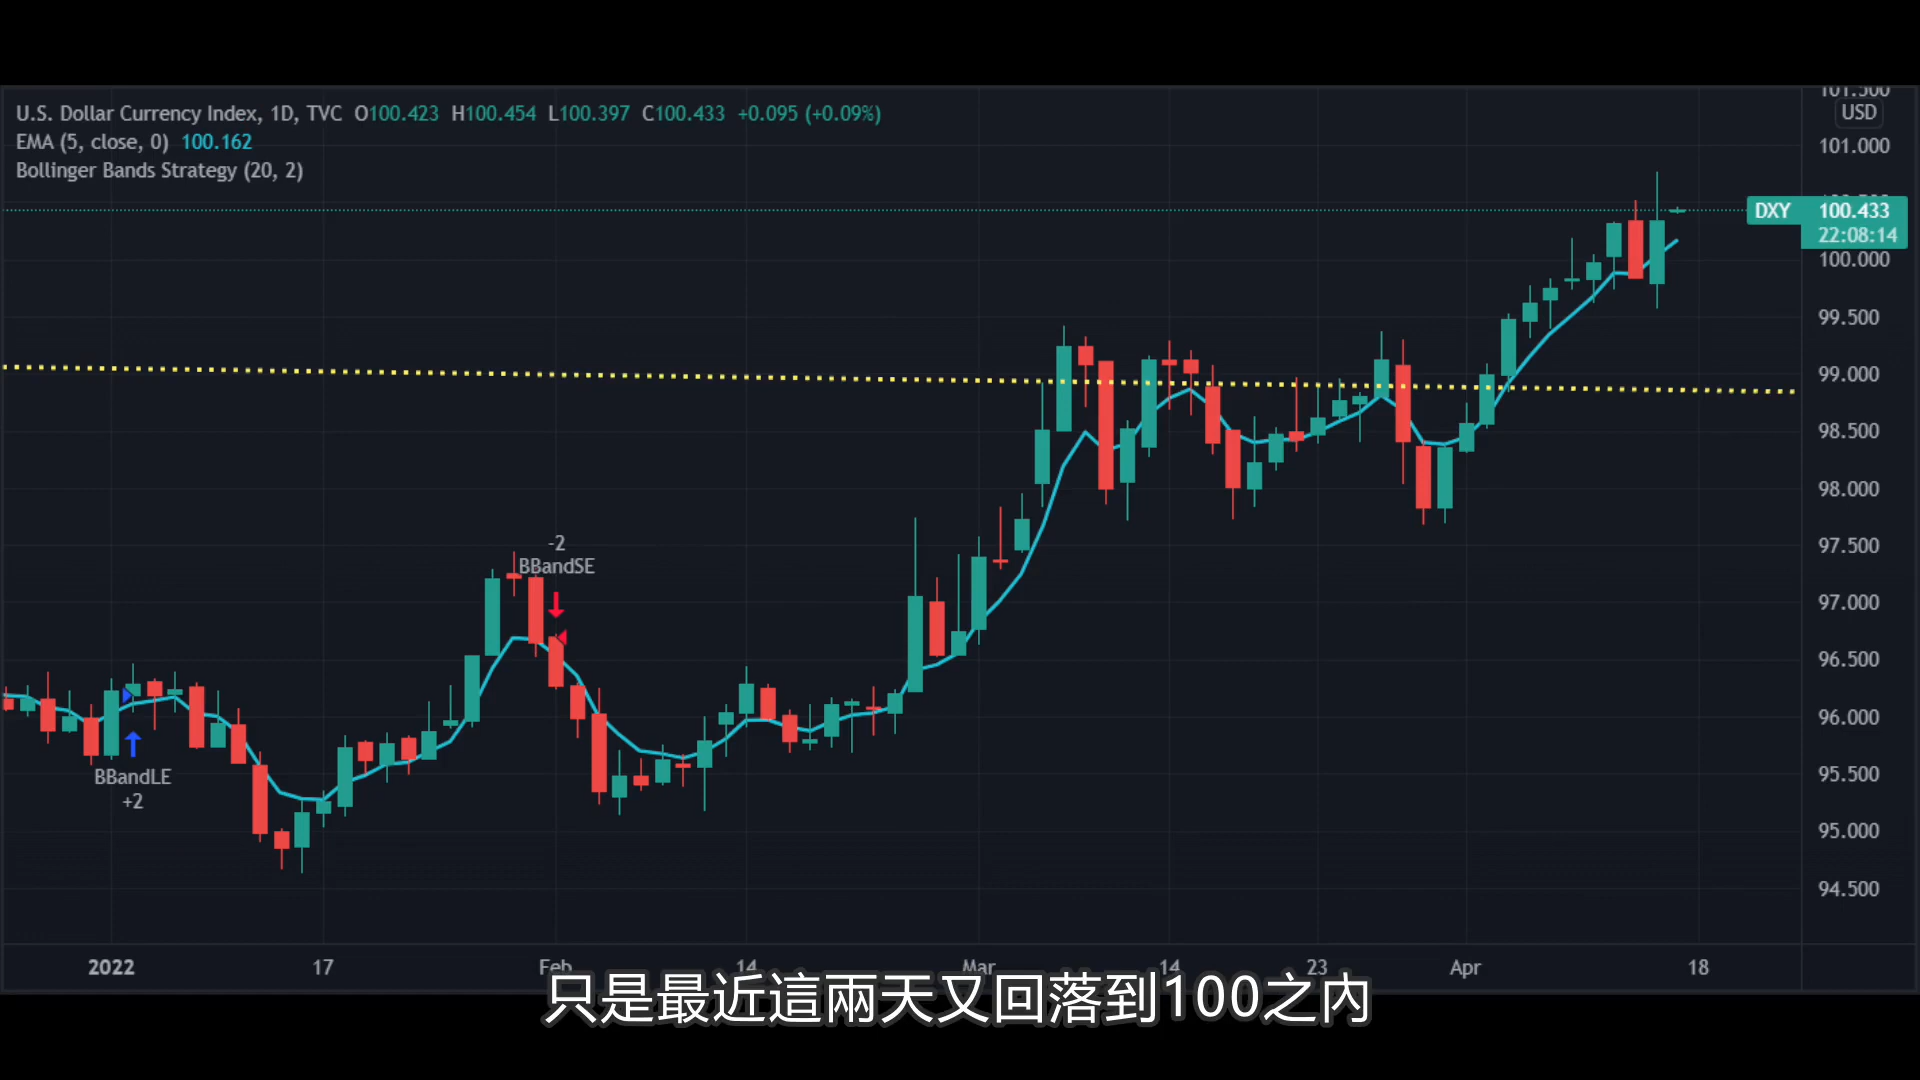 U.S. Dollar Currency Index, 1D, TVC O100.423 H100.454 L100.397 C100.433 +0.095 (+0.09%)
EMA (5, close, 0) 100.162
Bollinger Bands Strategy (20, 2)
101.500
USD
101.000
DXY 100.433
22:08:14
100.000
99.500
99.000
98.500
98.000
97.500
97.000
96.500
96.000
95.500
95.000
94.500
-2
BBandSE
BBandLE
+2
2022 17 Feb 14 Mar 14 23 Apr 18
只是最近這兩天又回落到100之内